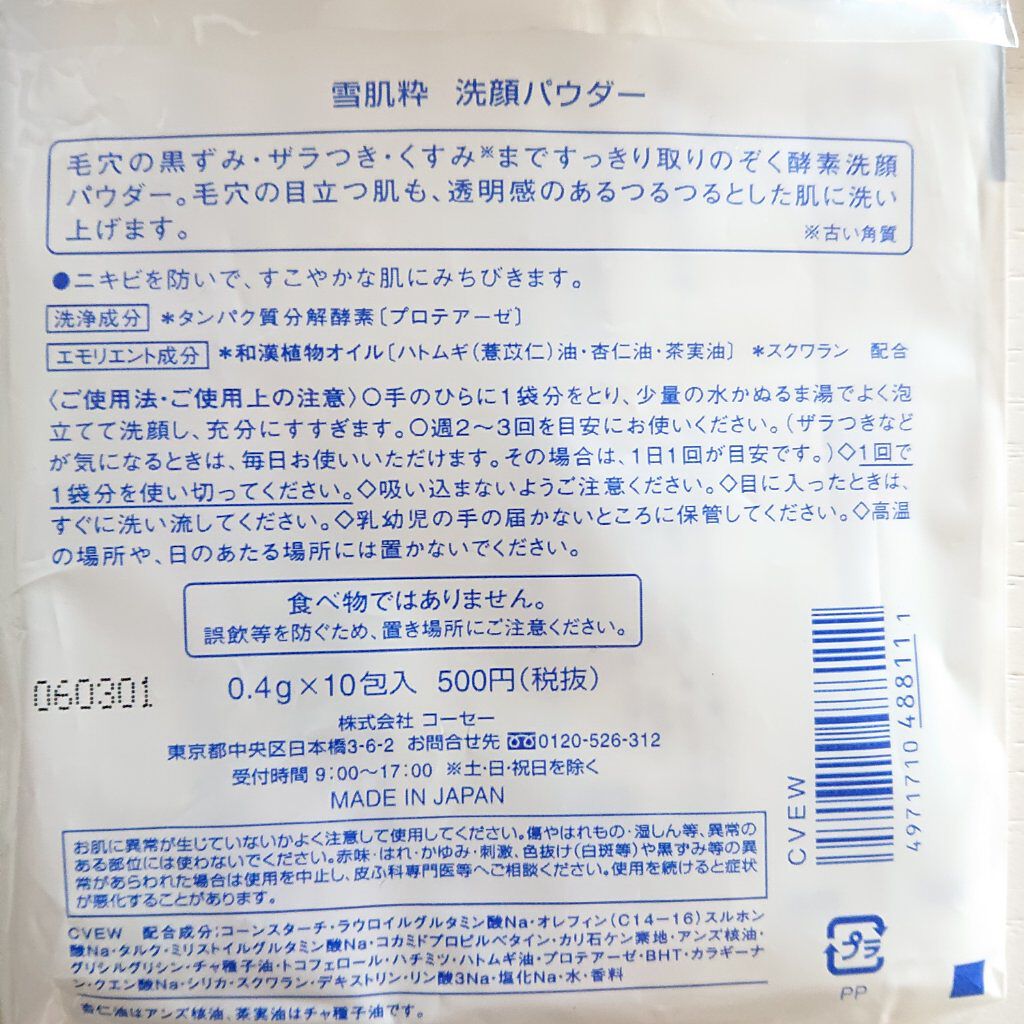 雪肌粋 洗顔パウダー
毛穴の黒ずみ・ザラつき・くすみ※まですっきり取りのぞく酵素洗顔
パウダー。毛穴の目立つ肌も、透明感のあるつるつるとした肌に洗い
上げます。
※古い角質
●ニキビを防いで、すこやかな肌にみちびきます。
洗浄成分 *タンパク質分解酵素〔プロテアーゼ〕
エモリエント成分 *和漢植物オイル〔ハトムギ(薏苡仁)油・杏仁油・茶実油〕 *スクワラン 配合
〈ご使用法・ご使用上の注意〉○手のひらに1袋分をとり、少量の水かぬるま湯でよく泡
立てて洗顔し、充分にすすぎます。○週2～3回を目安にお使いください。(ザラつきなど
が気になるときは、毎日お使いいただけます。その場合は、1日1回が目安です。)◇1回で
1袋分を使い切ってください。◇吸い込まないようご注意ください。◇目に入ったときは、
すぐに洗い流してください。◇乳幼児の手の届かないところに保管してください。◇高温
の場所や、日のあたる場所には置かないでください。
食べ物ではありません。
誤飲等を防ぐため、置き場所にご注意ください。
060301
0.4g×10包入 500円(税抜)
株式会社 コーセー
東京都中央区日本橋3-6-2 お問合せ先 0120-526-312
受付時間 9:00～17:00 ※土・日・祝日を除く
MADE IN JAPAN
CVEW
4971710 488111
お肌に異常が生じていないかよく注意して使用してください。傷やはれもの・湿しん等、異常の
ある部位には使わないでください。赤味・はれ・かゆみ・刺激、色抜け(白斑等)や黒ずみ等の異
常があらわれた場合は使用を中止し、皮ふ科専門医等へご相談ください。使用を続けると症状
が悪化することがあります。
CVEW 配合成分:コーンスターチ・ラウロイルグルタミン酸Na・オレフィン(C14－16)スルホン
酸Na・タルク・ミリストイルグルタミン酸Na・コカミドプロピルベタイン・カリ石ケン素地・アンズ核油・
グリシルグリシン・チャ種子油・トコフェロール・ハチミツ・ハトムギ油・プロテアーゼ・BHT・カラギーナ
ン・クエン酸Na・シリカ・スクワラン・デキストリン・リン酸3Na・塩化Na・水・香料
杏仁油はアンズ核油、茶実油はチャ種子油です。
プラ
PP